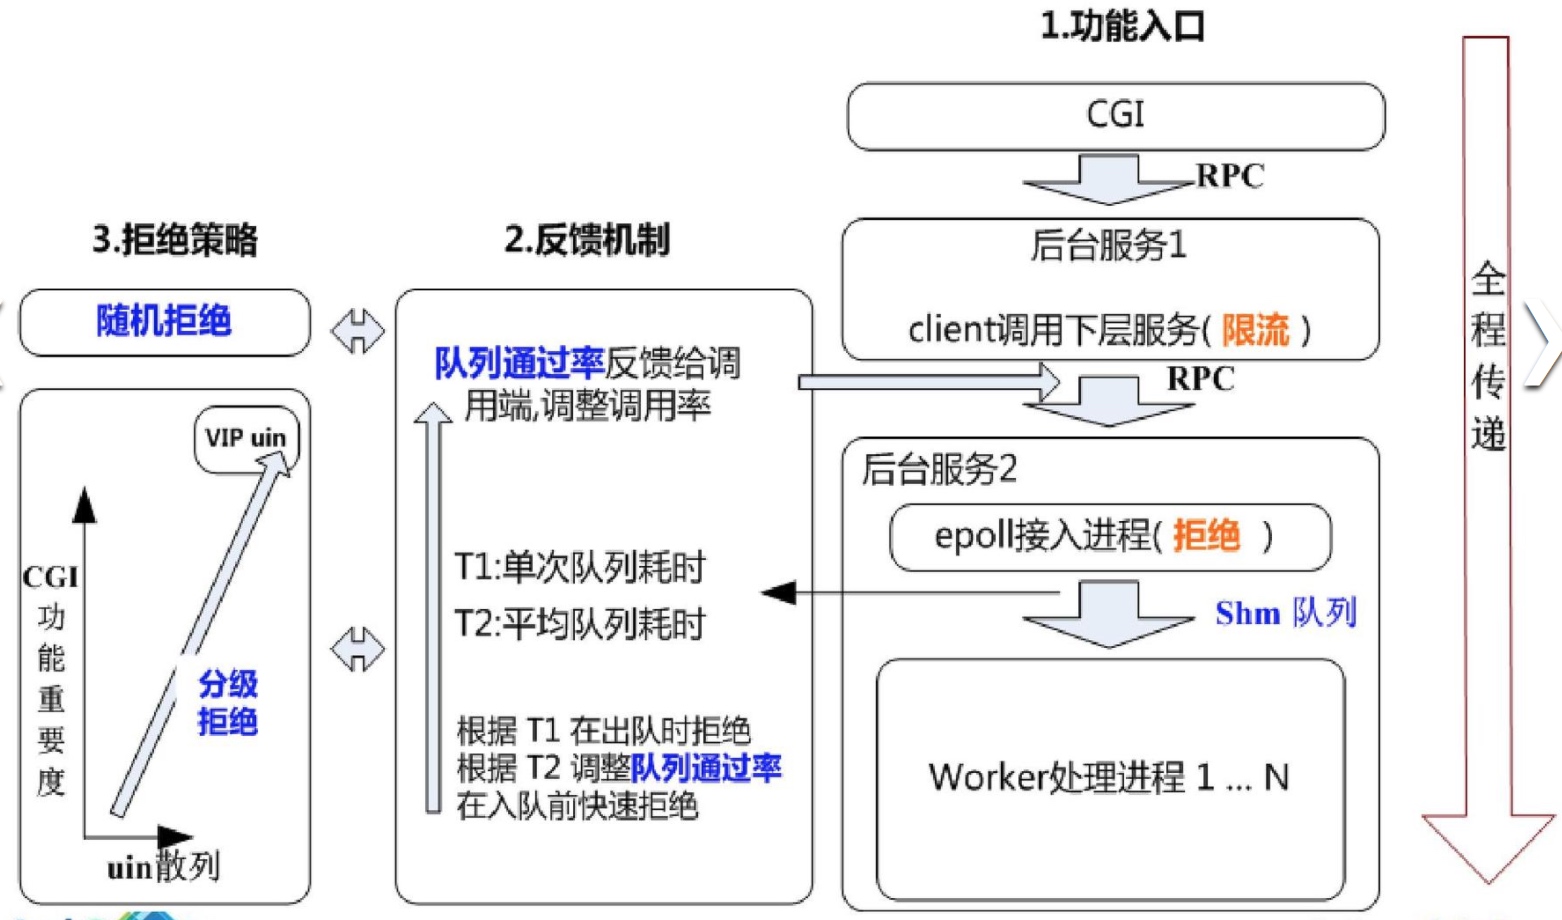 1.功能入口
CGI
RPC
后台服务1
client调用下层服务( 限流 )
RPC
后台服务2
epoll接入进程( 拒绝 )
Shm 队列
Worker处理进程 1 ... N
全程传递
2.反馈机制
队列通过率反馈给调
用端,调整调用率
T1:单次队列耗时
T2:平均队列耗时
根据 T1 在出队时拒绝
根据 T2 调整队列通过率
在入队前快速拒绝
3.拒绝策略
随机拒绝
VIP uin
CGI
功能重要度
分级
拒绝
uin散列